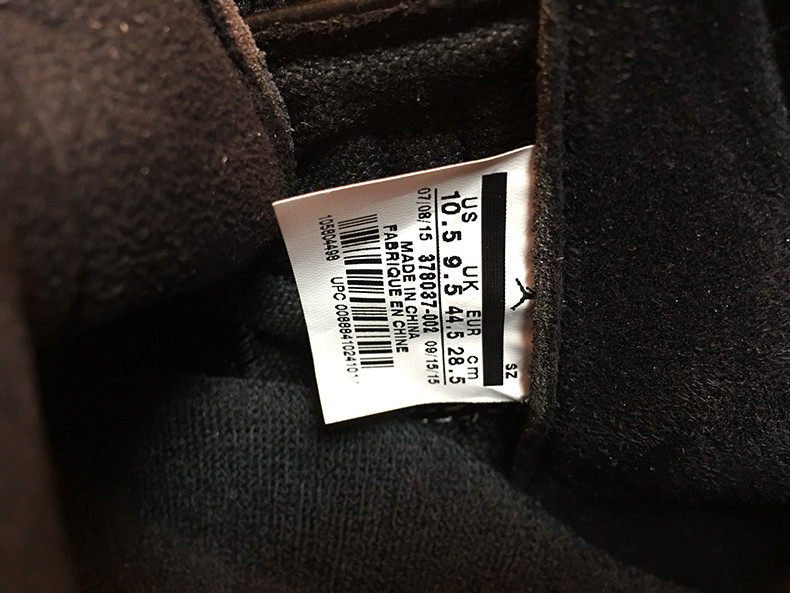 SZ
US UK EUR cm
10.5 9.5 44.5 28.5
07/08/15 378037-002 09/15/15
MADE IN CHINA
FABRIQUE EN CHINE
UPC 00888410241011